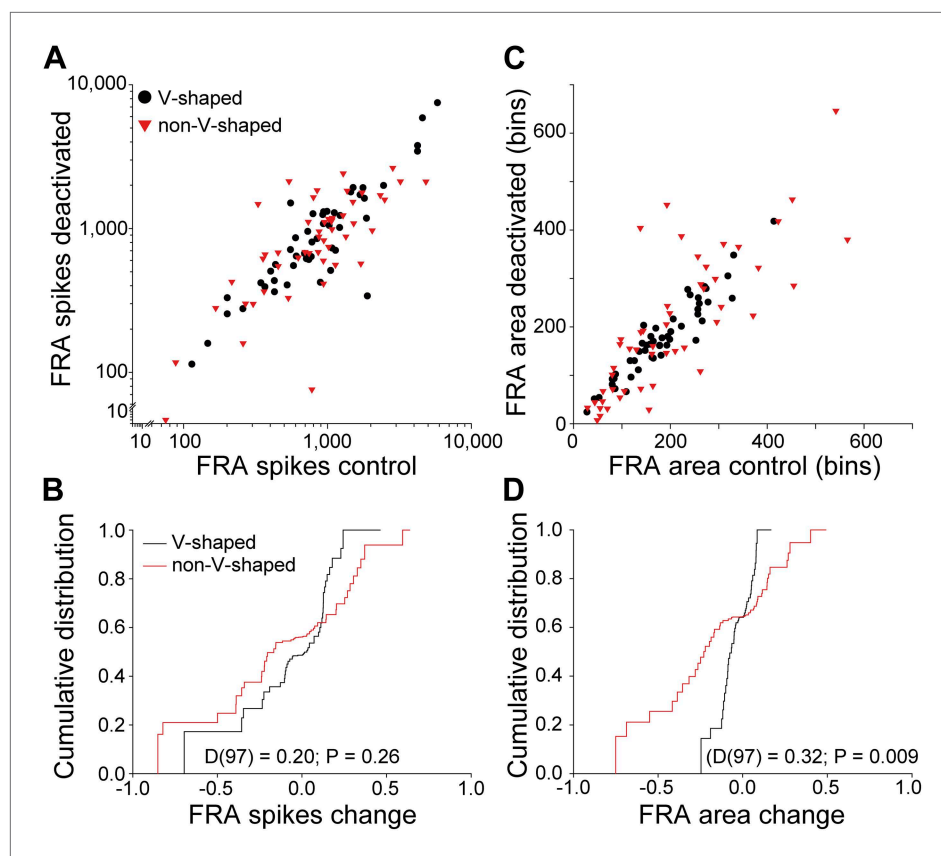 A
10,000
V-shaped
non-V-shaped
1,000
100
10
FRA spikes deactivated
10
100
1,000
10,000
FRA spikes control
C
600
400
200
0
FRA area deactivated (bins)
0
200
400
600
FRA area control (bins)
B
1.0
0.8
0.6
0.4
0.2
0.0
Cumulative distribution
V-shaped
non-V-shaped
D(97) = 0.20; P = 0.26
-1.0
-0.5
0.0
0.5
1.0
FRA spikes change
D
1.0
0.8
0.6
0.4
0.2
0.0
Cumulative distribution
(D(97) = 0.32; P = 0.009
-1.0
-0.5
0.0
0.5
1.0
FRA area change